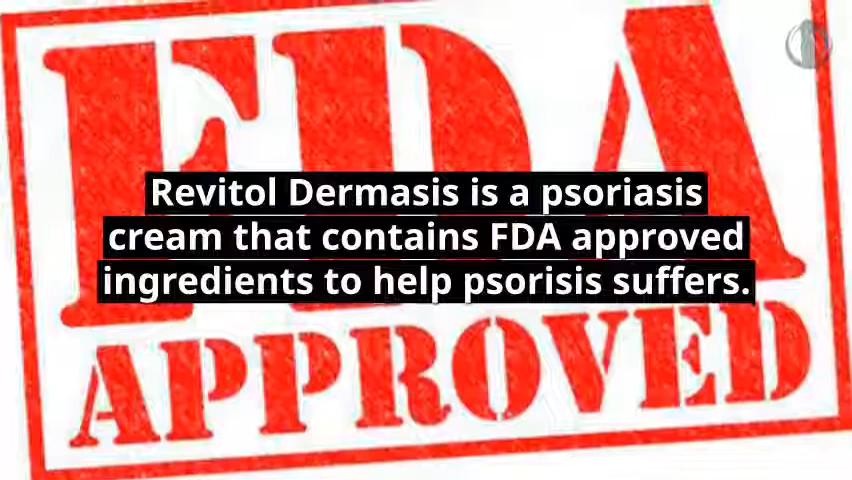 FDA
Revitol Dermasis is a psoriasis
cream that contains FDA approved
ingredients to help psorisis suffers.
APPROVED